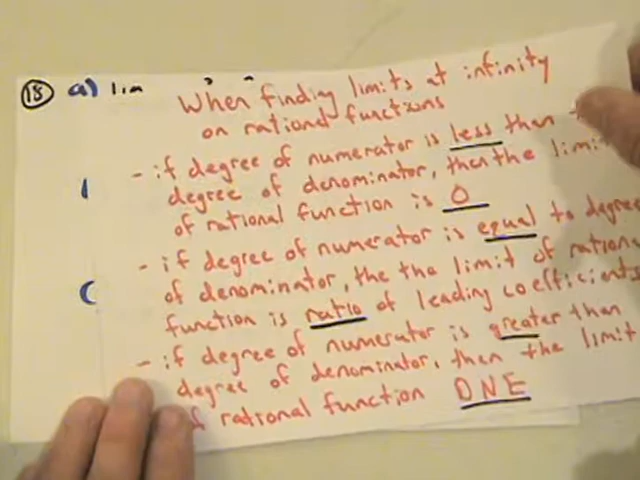 18 a) lim
When finding limits at infinity
on rational functions
- if degree of numerator is less than
degree of denominator, then the limit
of rational function is 0
- if degree of numerator is equal to degree
of denominator, the the limit of rationa
function is ratio of leading coefficients
- if degree of numerator is greater than
degree of denominator, then the limit
of rational function DNE